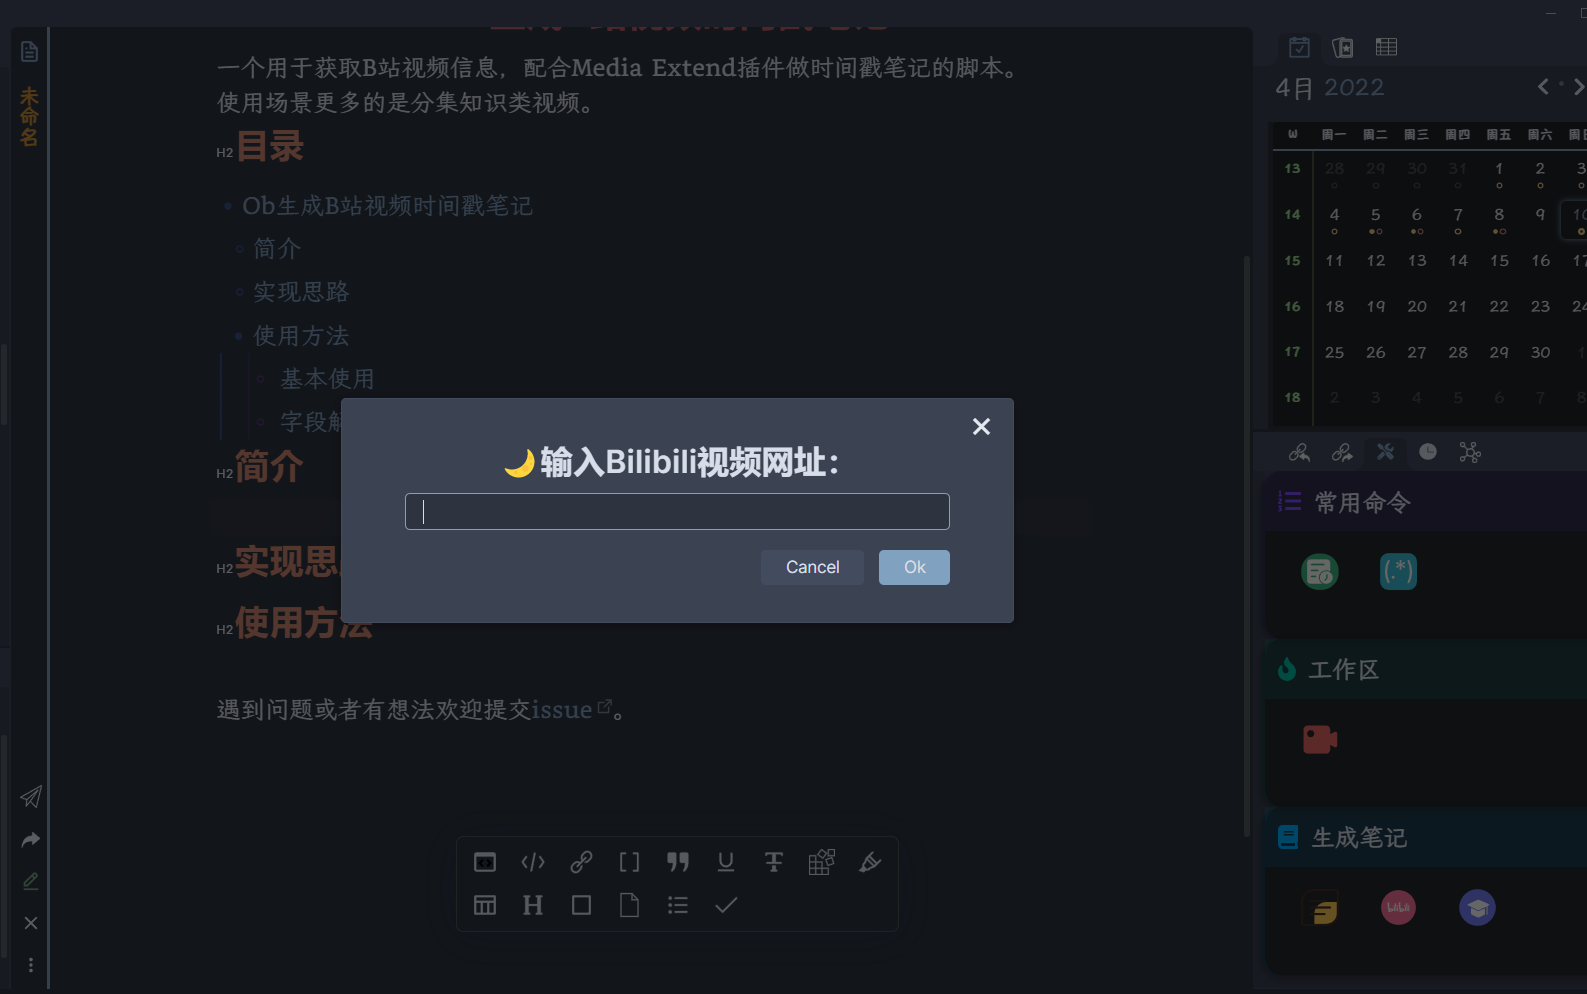 一个用于获取B站视频信息，配合Media Extend插件做时间戳笔记的脚本。
使用场景更多的是分集知识类视频。
H2 目录
Ob生成B站视频时间戳笔记
简介
实现思路
使用方法
基本使用
字段解
H2 简介
H2 实现思
H2 使用方法
遇到问题或者有想法欢迎提交issue。
未命名
🌙输入Bilibili视频网址：
Cancel
Ok
4月 2022
W 周一 周二 周三 周四 周五 周六 周日
13 28 29 30 31 1 2 3
14 4 5 6 7 8 9 10
15 11 12 13 14 15 16 17
16 18 19 20 21 22 23 24
17 25 26 27 28 29 30 1
18 2 3 4 5 6 7 8
常用命令
(.*)
工作区
生成笔记
bilibili